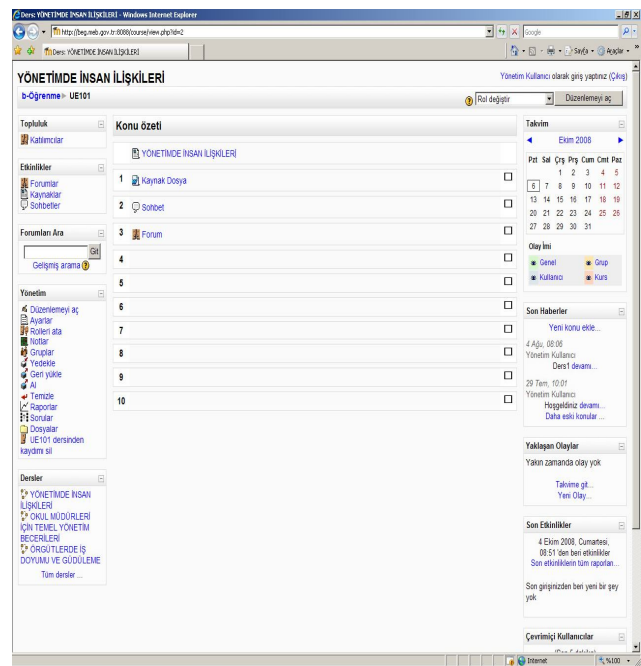 Ders: YÖNETİMDE İNSAN İLİŞKİLERİ - Windows Internet Explorer
http://beg.meb.gov.tr:8088/course/view.php?id=2
Google
Ders: YÖNETİMDE İNSAN İLİŞKİLERİ
Sayfa
Araçlar
YÖNETİMDE İNSAN İLİŞKİLERİ
Yönetim Kullanıcı olarak giriş yaptınız (Çıkış)
b-Öğrenme ► UE101
Rol değiştir
Düzenlemeyi aç
Topluluk
Katılımcılar
Etkinlikler
Forumlar
Kaynaklar
Sohbetler
Forumları Ara
Git
Gelişmiş arama
Yönetim
Düzenlemeyi aç
Ayarlar
Rolleri ata
Notlar
Gruplar
Yedekle
Geri yükle
Al
Temizle
Raporlar
Sorular
Dosyalar
UE101 dersinden
kaydımı sil
Dersler
YÖNETİMDE İNSAN
İLİŞKİLERİ
OKUL MÜDÜRLERİ
İÇİN TEMEL YÖNETİM
BECERİLERİ
ÖRGÜTLERDE İŞ
DOYUMU VE GÜDÜLEME
Tüm dersler ...
Konu özeti
YÖNETİMDE İNSAN İLİŞKİLERİ
1 Kaynak Dosya
2 Sohbet
3 Forum
4
5
6
7
8
9
10
Takvim
◄ Ekim 2008 ►
Pzt Sal Çrş Prş Cum Cmt Paz
1 2 3 4 5
6 7 8 9 10 11 12
13 14 15 16 17 18 19
20 21 22 23 24 25 26
27 28 29 30 31
Olay İmi
Genel Grup
Kullanıcı Kurs
Son Haberler
Yeni konu ekle...
4 Ağu, 08:06
Yönetim Kullanıcı
Ders1 devamı...
29 Tem, 10:01
Yönetim Kullanıcı
Hoşgeldiniz devamı...
Daha eski konular ...
Yaklaşan Olaylar
Yakın zamanda olay yok
Takvime git...
Yeni Olay...
Son Etkinlikler
4 Ekim 2008, Cumartesi,
08:51 'den beri etkinlikler
Son etkinliklerin tüm raporları...
Son girişinizden beri yeni bir şey
yok
Çevrimiçi Kullanıcılar
Internet
%100